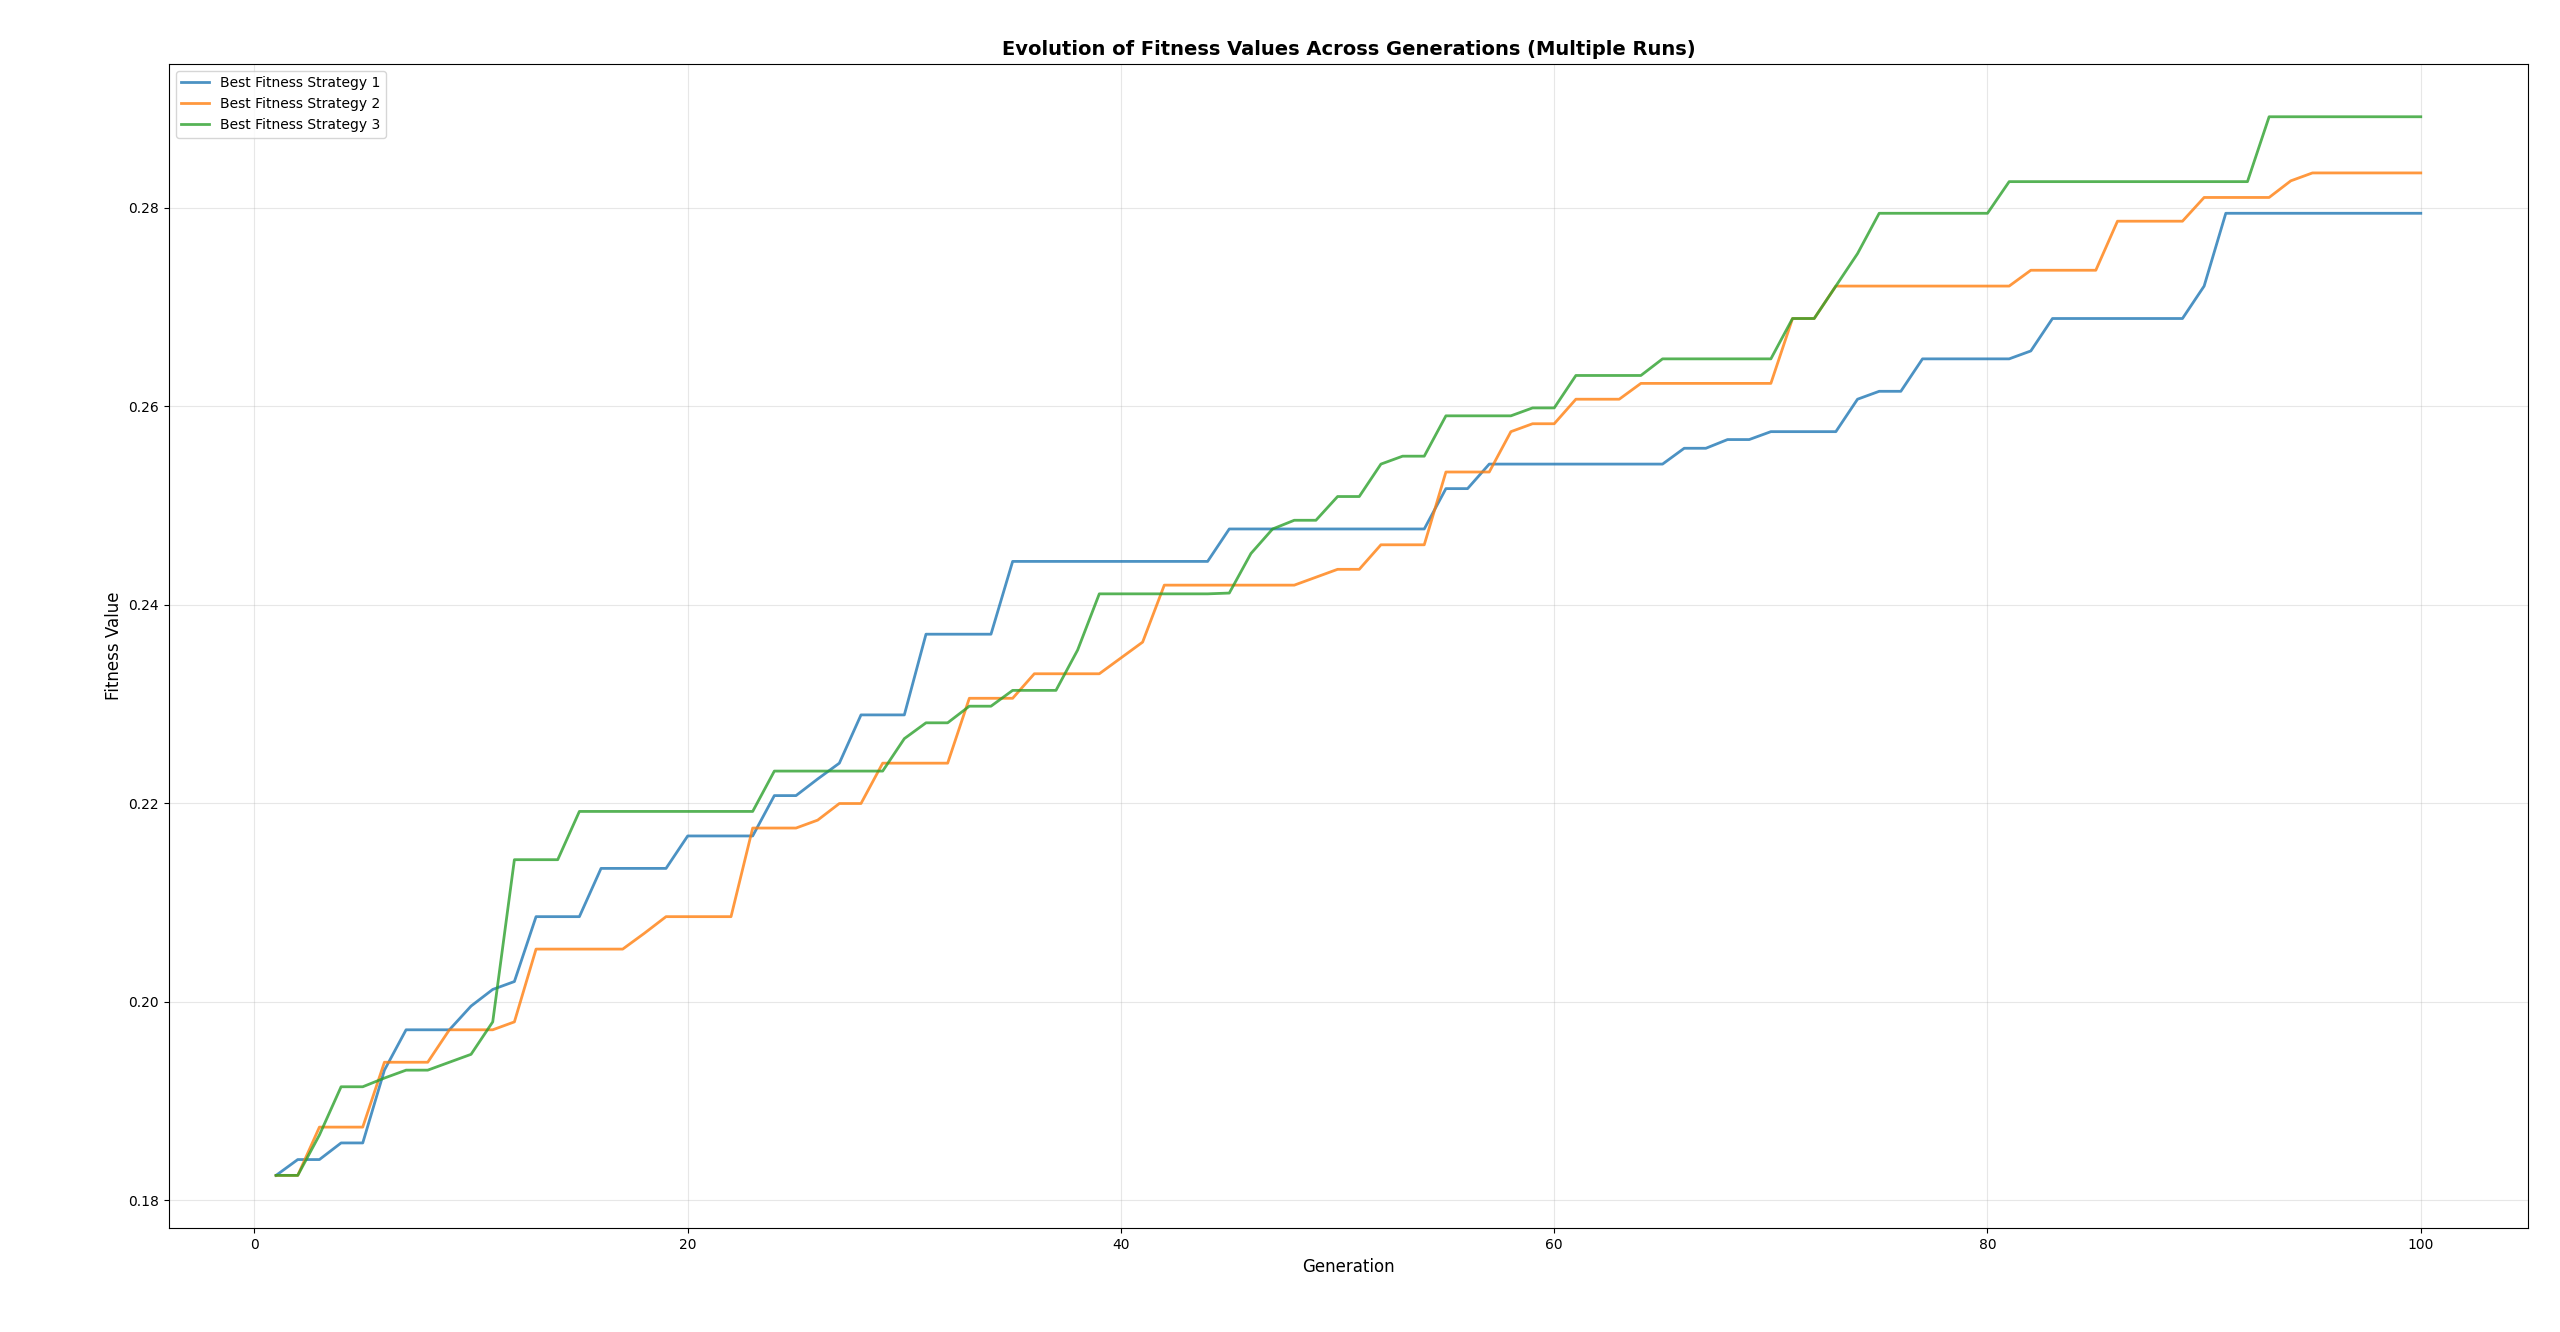 Evolution of Fitness Values Across Generations (Multiple Runs)
Best Fitness Strategy 1
Best Fitness Strategy 2
Best Fitness Strategy 3
Fitness Value
0.28
0.26
0.24
0.22
0.20
0.18
0 20 40 60 80 100
Generation